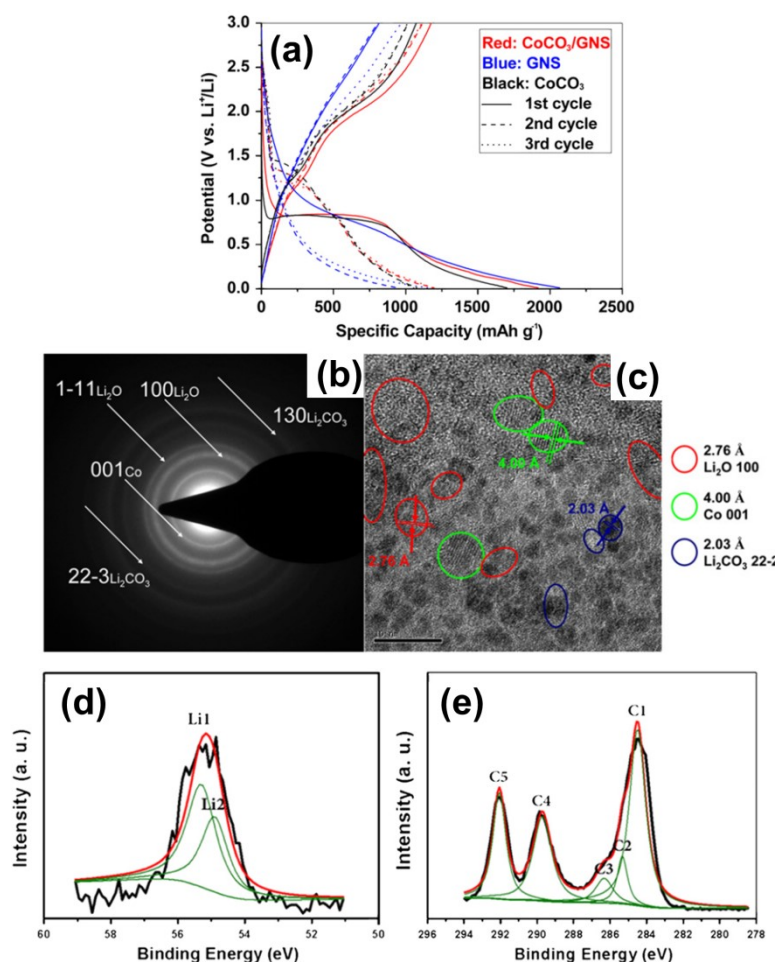 (a)
Red: CoCO₃/GNS
Blue: GNS
Black: CoCO₃
1st cycle
2nd cycle
3rd cycle
3.0
2.5
2.0
1.5
1.0
0.5
0.0
Potential (V vs. Li⁺/Li)
0 500 1000 1500 2000 2500
Specific Capacity (mAh g⁻¹)
(b)
1-11Li₂O
100Li₂O
130Li₂CO₃
001Co
22-3Li₂CO₃
(c)
2.03 Å
2.76 Å
Li₂O 100
4.00 Å
Co 001
2.03 Å
Li₂CO₃ 22-2
(d)
Li1
Li2
Intensity (a. u.)
60 58 56 54 52 50
Binding Energy (eV)
(e)
C1
C5
C4
C3
C2
Intensity (a. u.)
296 294 292 290 288 286 284 282 280 278
Binding Energy (eV)